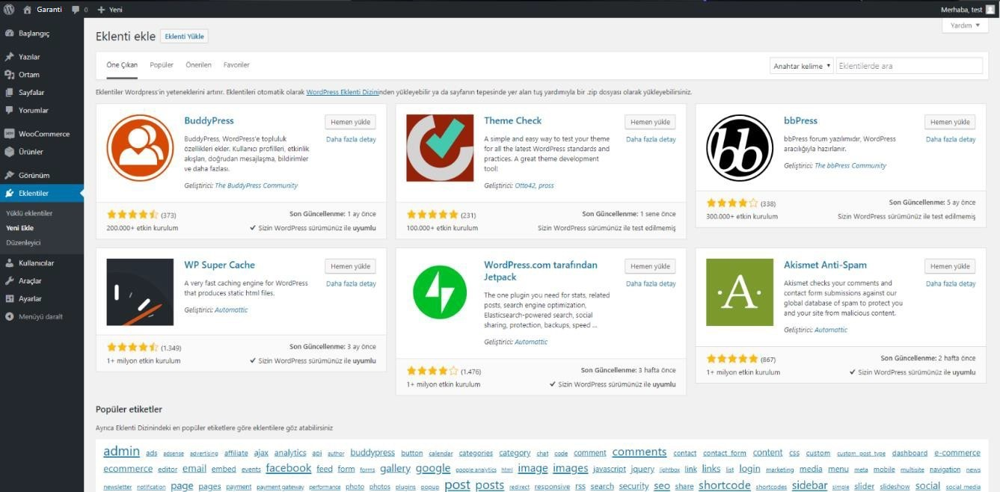 Garanti 0 Yeni Merhaba, test
Yardım
Başlangıç
Yazılar
Ortam
Sayfalar
Yorumlar
WooCommerce
Ürünler
Görünüm
Eklentiler
Yüklü eklentiler
Yeni Ekle
Düzenleyici
Kullanıcılar
Araçlar
Ayarlar
Menüyü daralt
Eklenti ekle Eklenti Yükle
Öne Çıkan Popüler Önerilen Favoriler Anahtar kelime Eklentilerde ara
Eklentiler Wordpress'in yeteneklerini artırır. Eklentileri otomatik olarak WordPress Eklenti Dizininden yükleyebilir ya da sayfanın tepesinde yer alan tuş yardımıyla bir .zip dosyası olarak yükleyebilirsiniz.
BuddyPress
Hemen yükle
Daha fazla detay
BuddyPress, WordPress'e topluluk
özellikleri ekler. Kullanıcı profilleri, etkinlik
akışları, doğrudan mesajlaşma, bildirimler
ve daha fazlası.
Geliştirici: The BuddyPress Community
(373) Son Güncellenme: 1 ay önce
200.000+ etkin kurulum Sizin WordPress sürümünüz ile uyumlu
Theme Check
Hemen yükle
Daha fazla detay
A simple and easy way to test your theme
for all the latest WordPress standards and
practices. A great theme development
tool!
Geliştirici: Otto42, pross
(231) Son Güncellenme: 1 sene önce
100.000+ etkin kurulum Sizin WordPress sürümünüz ile test edilmemiş
bb
bbPress
Hemen yükle
Daha fazla detay
bbPress forum yazılımıdır, WordPress
aracılığıyla hazırlanır.
Geliştirici: The bbPress Community
(338) Son Güncellenme: 5 ay önce
300.000+ etkin kurulum Sizin WordPress sürümünüz ile test edilmemiş
WP Super Cache
Hemen yükle
Daha fazla detay
A very fast caching engine for WordPress
that produces static html files.
Geliştirici: Automattic
(1.349) Son Güncellenme: 3 ay önce
1+ milyon etkin kurulum Sizin WordPress sürümünüz ile uyumlu
WordPress.com tarafından
Jetpack
Hemen yükle
Daha fazla detay
The one plugin you need for stats, related
posts, search engine optimization,
Elasticsearch-powered search, social
sharing, protection, backups, speed ...
Geliştirici: Automattic
(1.476) Son Güncellenme: 3 hafta önce
1+ milyon etkin kurulum Sizin WordPress sürümünüz ile uyumlu
·A·
Akismet Anti-Spam
Hemen yükle
Daha fazla detay
Akismet checks your comments and
contact form submissions against our
global database of spam to protect you
and your site from malicious content.
Geliştirici: Automattic
(867) Son Güncellenme: 2 hafta önce
1+ milyon etkin kurulum Sizin WordPress sürümünüz ile uyumlu
Popüler etiketler
Ayrıca Eklenti Dizinindeki en popüler etiketlere göre eklentilere göz atabilirsiniz
admin ads adsense advertising affiliate ajax analytics api author buddypress button calendar categories category chat code comment comments contact contact form content css custom custom post type dashboard e-commerce
ecommerce editor email embed events facebook feed form forms gallery google google analytics html image images javascript jquery lightbox link links list login marketing media menu meta mobile multisite navigation news
newsletter notification page pages payment payment gateway performance photo photos plugins popup post posts redirect responsive rss search security seo share shortcode shortcodes sidebar simple slider slideshow social social media